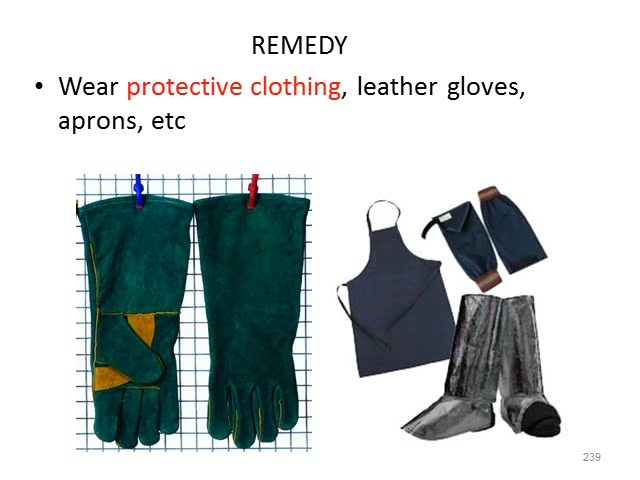 REMEDY
• Wear protective clothing, leather gloves,
aprons, etc
239